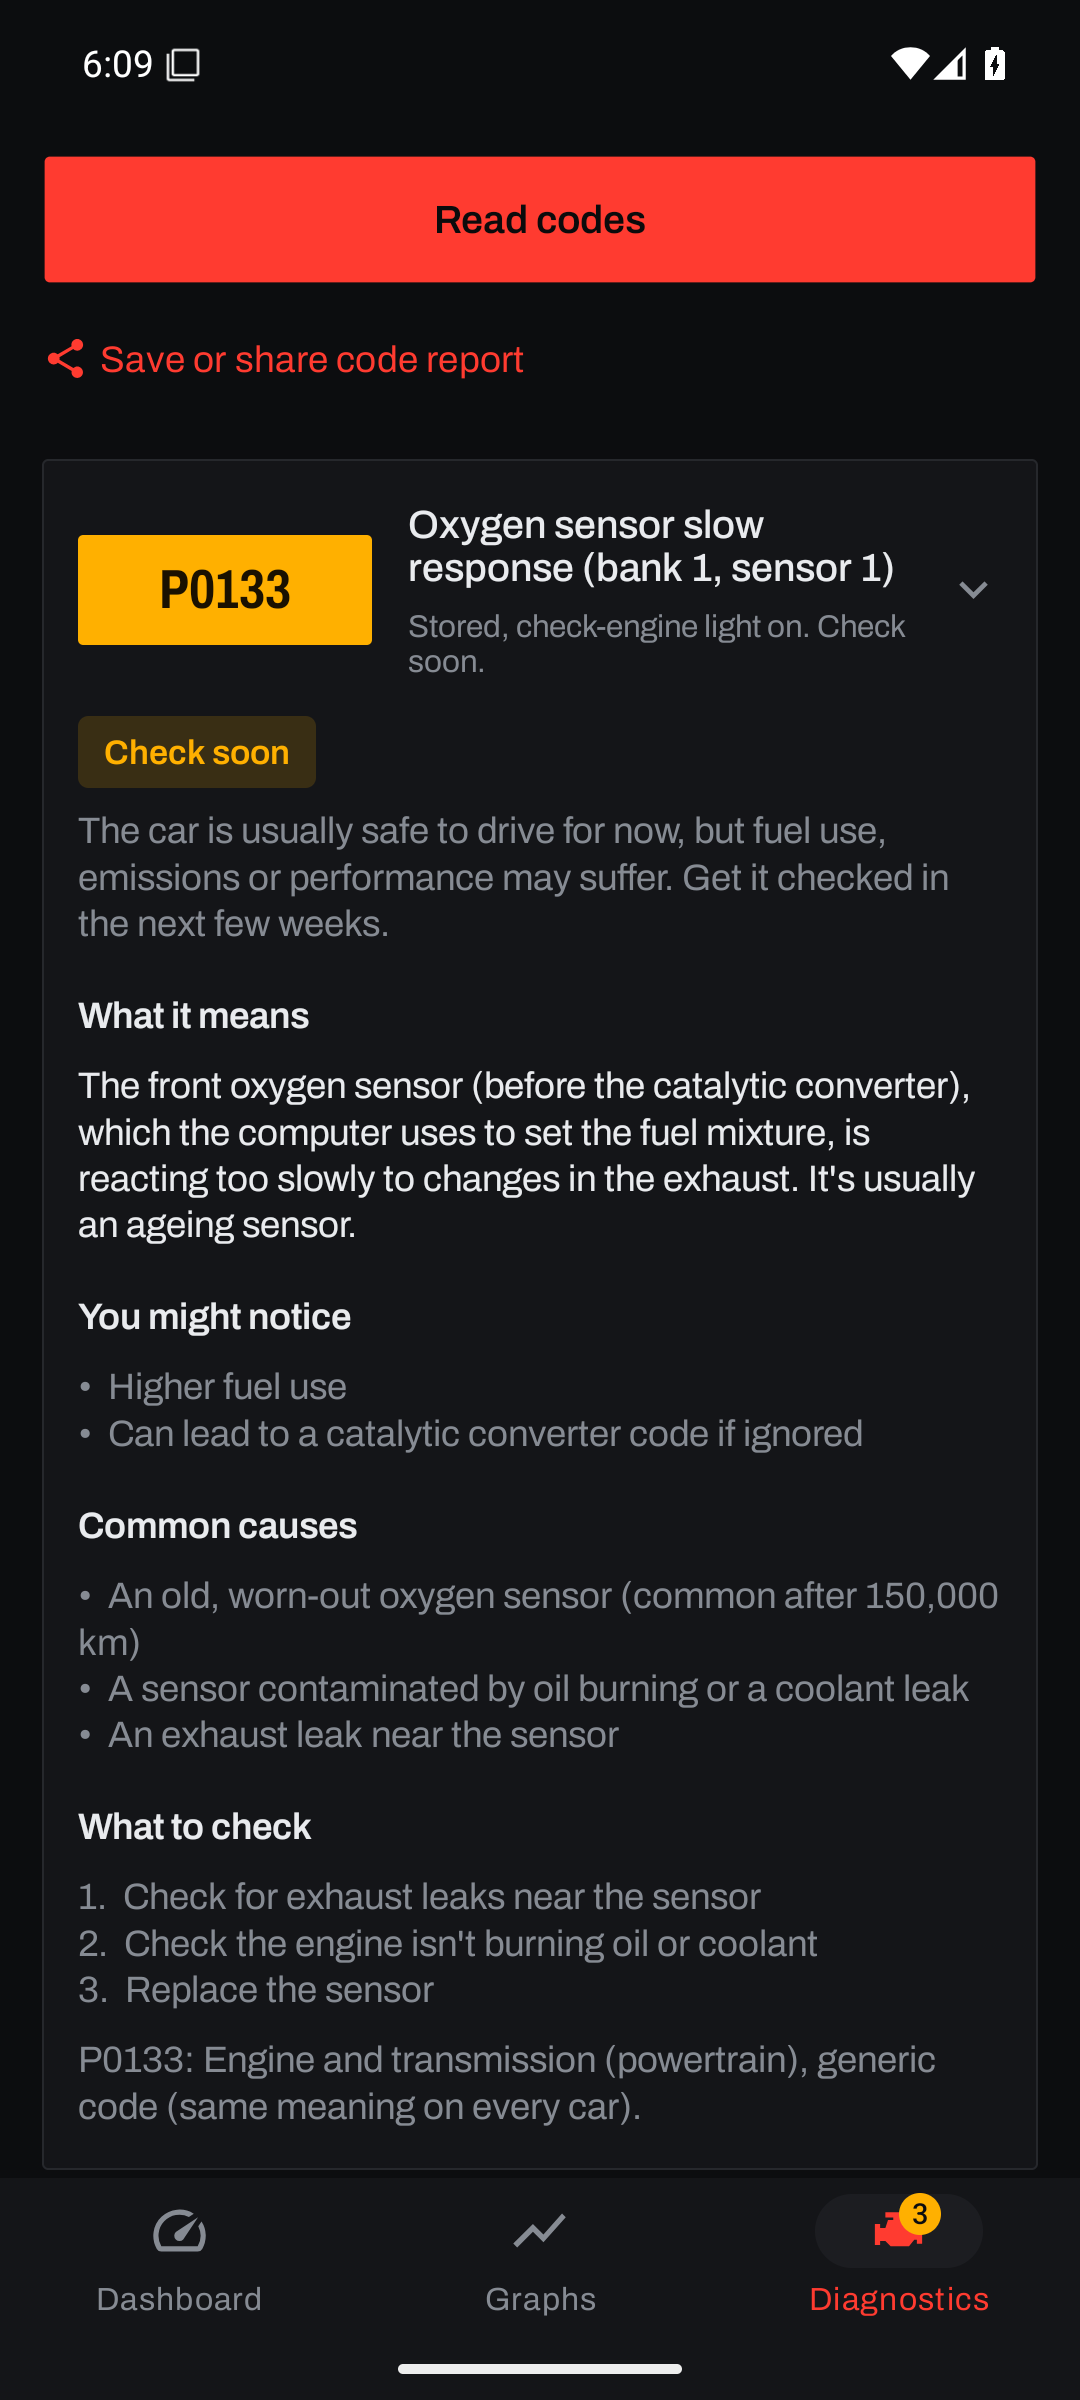 6:09
Read codes
Save or share code report
P0133
Oxygen sensor slow
response (bank 1, sensor 1)
Stored, check-engine light on. Check
soon.
Check soon
The car is usually safe to drive for now, but fuel use,
emissions or performance may suffer. Get it checked in
the next few weeks.
What it means
The front oxygen sensor (before the catalytic converter),
which the computer uses to set the fuel mixture, is
reacting too slowly to changes in the exhaust. It's usually
an ageing sensor.
You might notice
• Higher fuel use
• Can lead to a catalytic converter code if ignored
Common causes
• An old, worn-out oxygen sensor (common after 150,000
km)
• A sensor contaminated by oil burning or a coolant leak
• An exhaust leak near the sensor
What to check
1. Check for exhaust leaks near the sensor
2. Check the engine isn't burning oil or coolant
3. Replace the sensor
P0133: Engine and transmission (powertrain), generic
code (same meaning on every car).
3
Dashboard
Graphs
Diagnostics